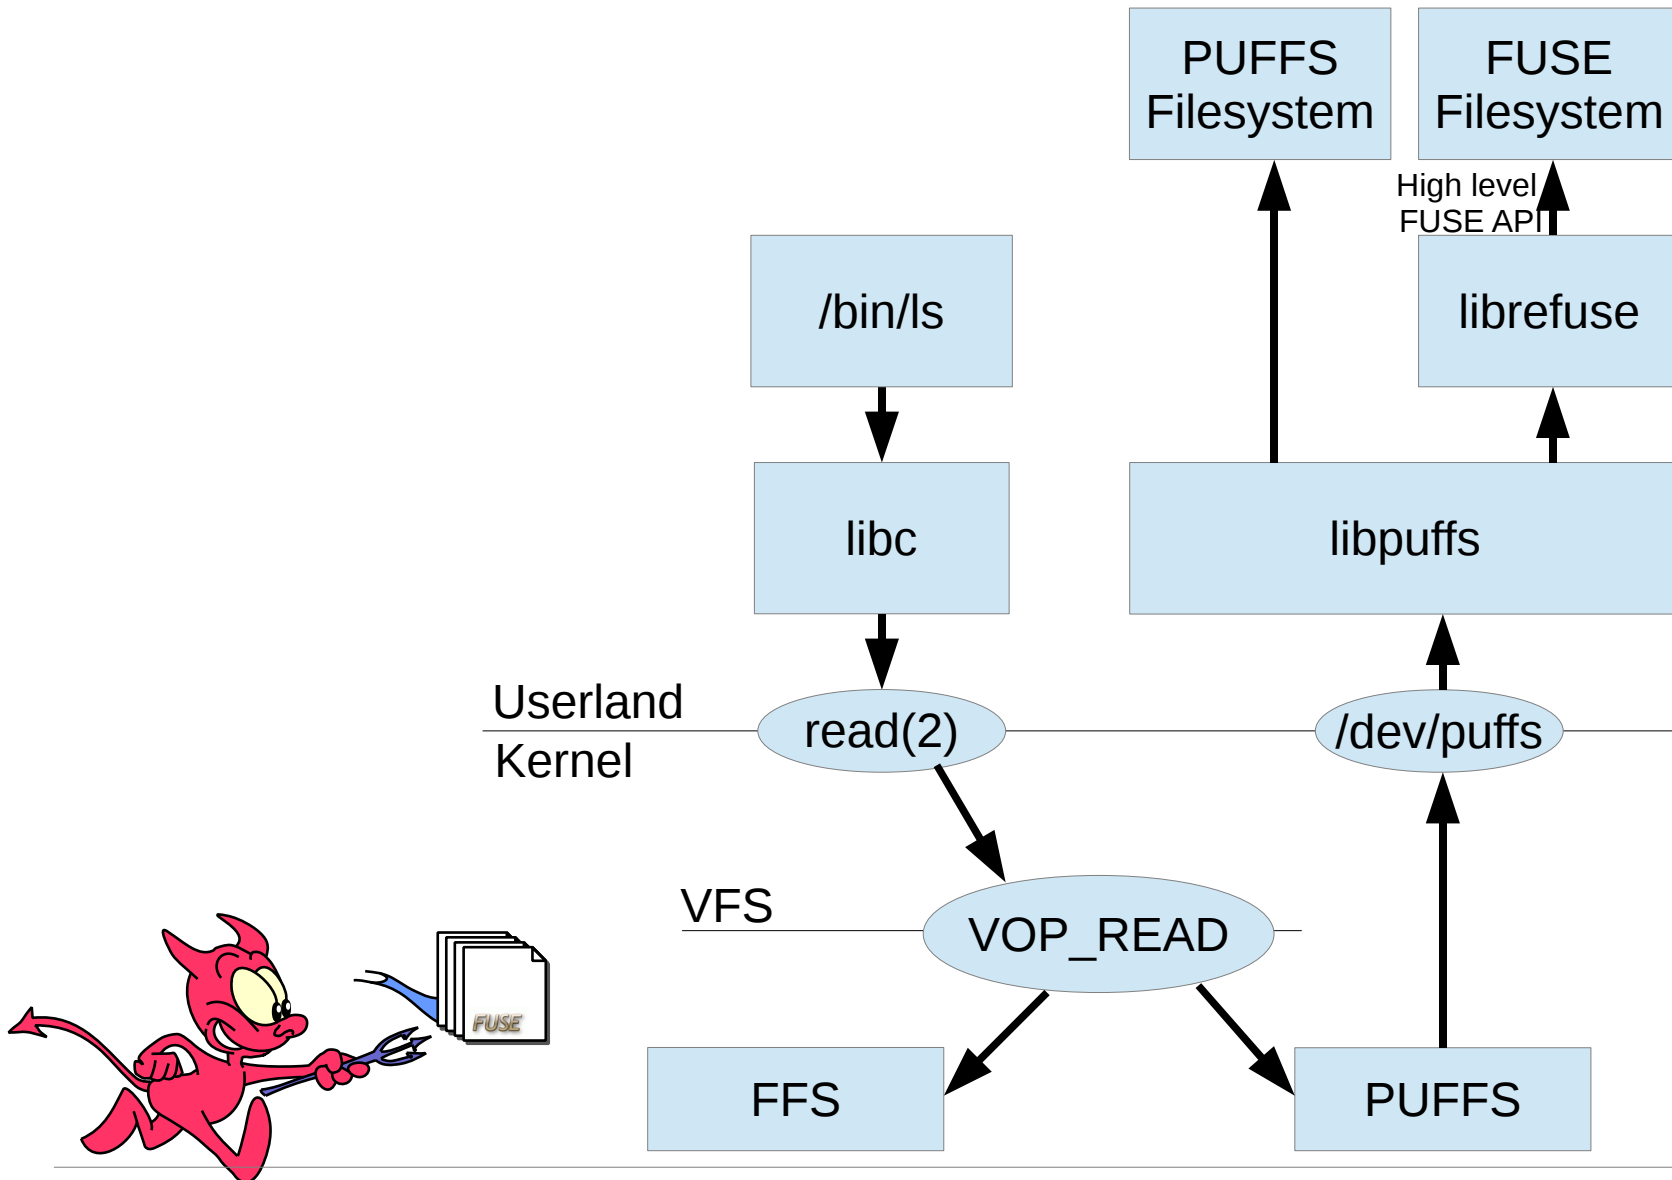 PUFFS
Filesystem
FUSE
Filesystem
High level
FUSE API
/bin/ls
librefuse
libc
libpuffs
Userland
read(2)
/dev/puffs
Kernel
VFS
VOP_READ
FUSE
FFS
PUFFS